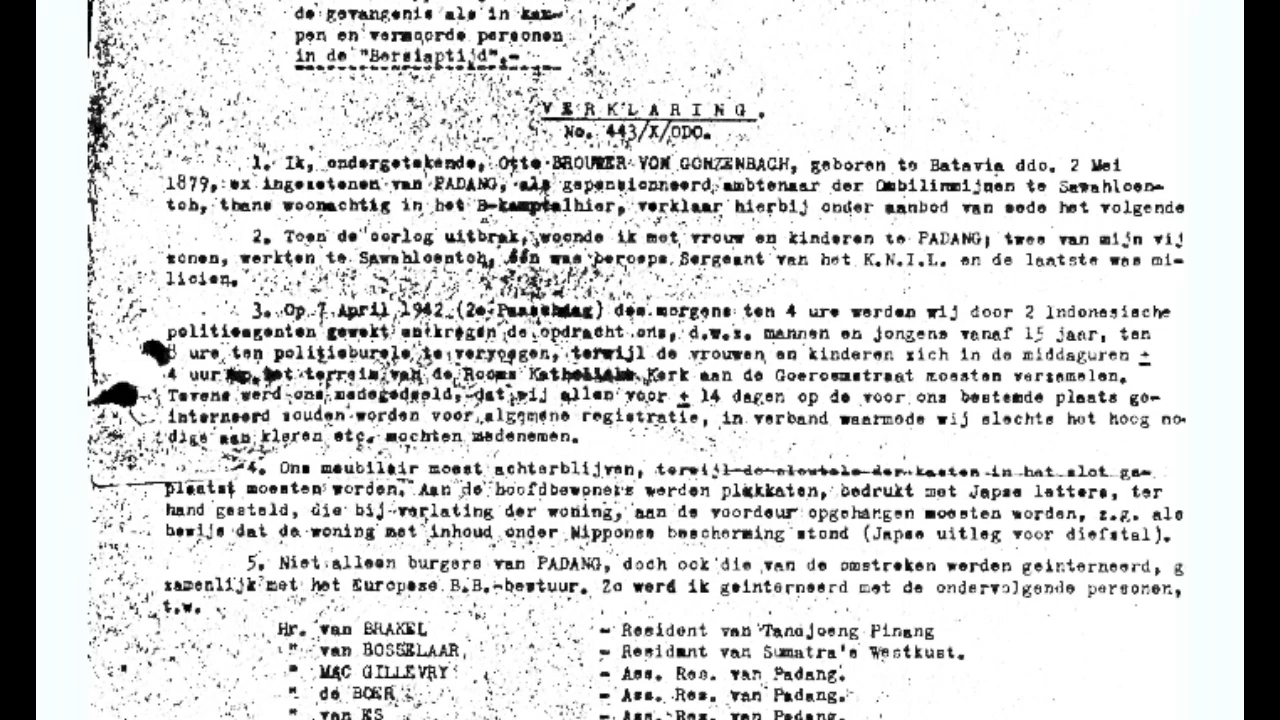 de gevangenis als in kam-
pen en vermoorde personen
in de "Bersiaptijd".-
VERKLARING.
No. 443/X/ODO.
1. Ik, ondergetekende, Otto BROUWER VON GONZENBACH, geboren te Batavia ddo. 2 Mei
1879, ex ingezetenen van PADANG, als gepensionneerd ambtenaar der Ombilinmijnen te Sawahloen-
toh, thans woonachtig in het B-kamp alhier, verklaar hierbij onder aanbod van eede het volgende
2. Toen de oorlog uitbrak, woonde ik met vrouw en kinderen te PADANG; twee van mijn vij
zonen, werkten te Sawahloentoh, één was beroeps Sergeant van het K.N.I.L. en de laatste was mi-
licien.
3. Op 7 April 1942 (2e Paaschdag) des morgens ten 4 ure werden wij door 2 Indonesische
politieagenten gewekt en kregen de opdracht ons, d.w.z. mannen en jongens vanaf 15 jaar, ten
8 ure ten politieburele te vervoegen, terwijl de vrouwen en kinderen zich in de middaguren ±
4 uur op het terrein van de Rooms Katholieke Kerk aan de Goeroenstraat moesten verzamelen.
Tevens werd ons medegedeeld, dat wij allen voor ± 14 dagen op de voor ons bestemde plaats ge-
interneerd zouden worden voor algemene registratie, in verband waarmede wij slechts het hoog no-
dige aan kleren etc. mochten medenemen.
4. Ons meubilair moest achterblijven, terwijl de sleutels der kasten in het slot ge-
plaatst moesten worden. Aan de hoofdbewoners werden plakkaten, bedrukt met Japse letters, ter
hand gesteld, die bij verlating der woning, aan de voordeur opgehangen moesten worden, z.g. als
bewijs dat de woning met inhoud onder Nipponse bescherming stond (Japse uitleg voor diefstal).
5. Niet alleen burgers van PADANG, doch ook die van de omstreken werden geinterneerd, g
zamenlijk met het Europese B.B.-bestuur. Zo werd ik geinterneerd met de ondervolgende personen,
t.w.
Hr. van BRAKEL - Resident van Tandjoeng Pinang
" van BOSSELAAR, - Resident van Sumatra's Westkust.
" MAC GILLEVRY - Ass. Res. van Padang.
" de BOER - Ass. Res. van Padang.
" van ES - Ass. Res. van Padang.